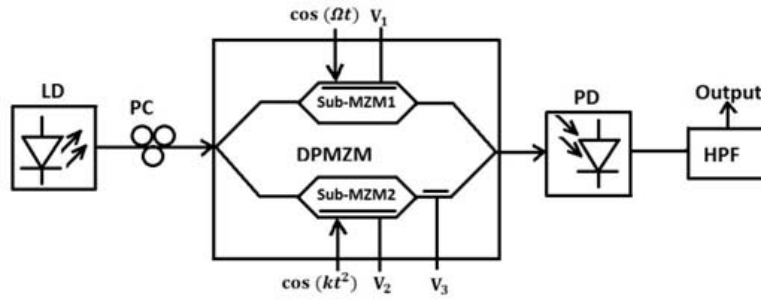 cos (Ωt) V₁
LD
PC
Sub-MZM1
DPMZM
Sub-MZM2
cos (kt²)
V₂
V₃
PD
Output
HPF